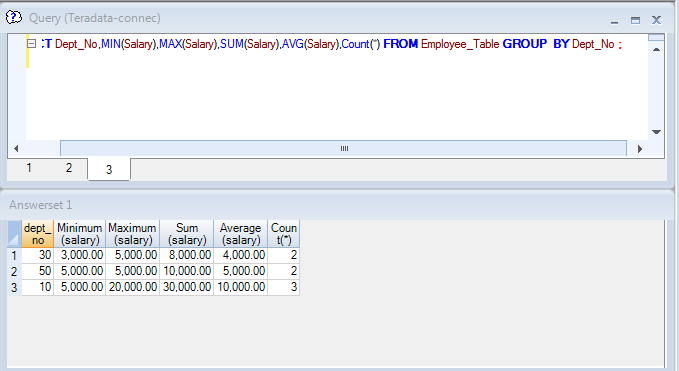 Query (Teradata-connec)
:T Dept_No,MIN(Salary),MAX(Salary),SUM(Salary),AVG(Salary),Count(*) FROM Employee_Table GROUP BY Dept_No ;
1 2 3
Answerset 1
dept_ Minimum Maximum Sum Average Coun
no (salary) (salary) (salary) (salary) t(*)
1 30 3,000.00 5,000.00 8,000.00 4,000.00 2
2 50 5,000.00 5,000.00 10,000.00 5,000.00 2
3 10 5,000.00 20,000.00 30,000.00 10,000.00 3